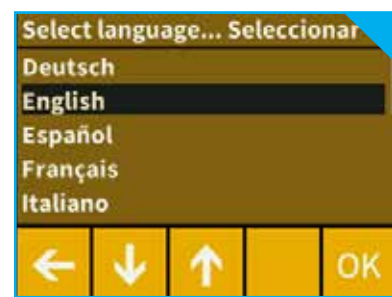 Select language... Seleccionar
Deutsch
English
Español
Français
Italiano
OK